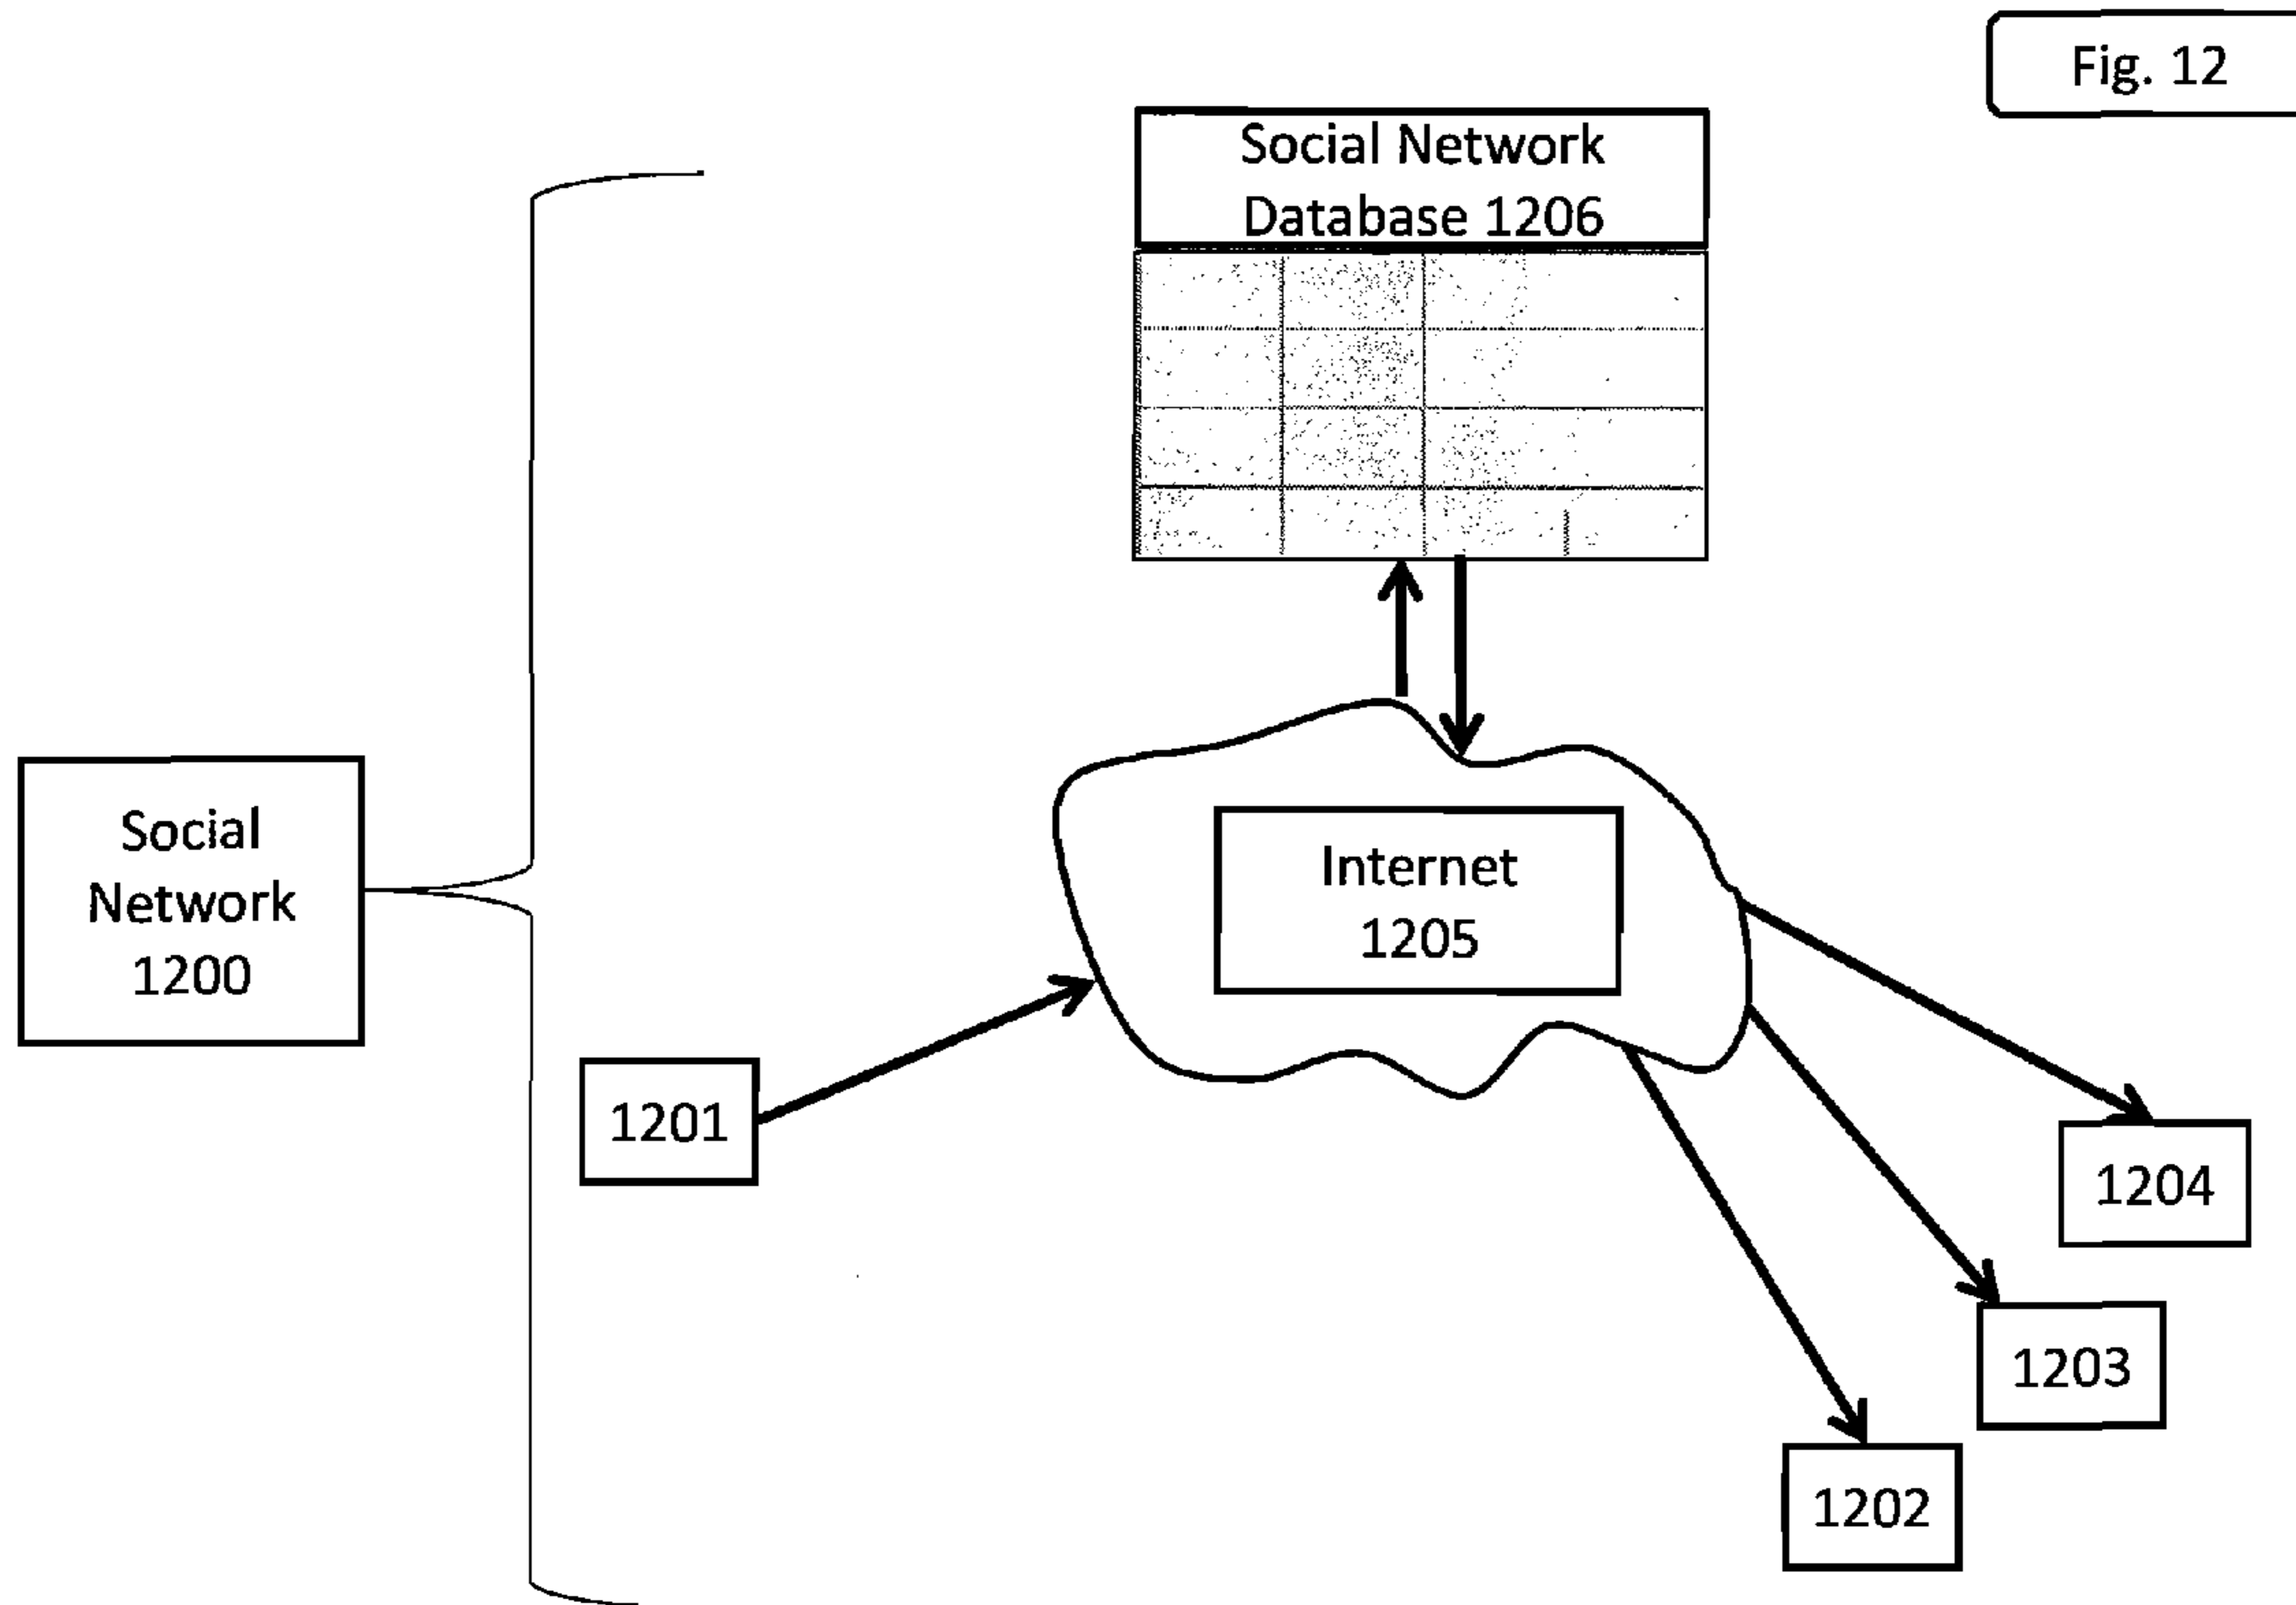 Fig. 12
Social Network
Database 1206
Social
Network
1200
Internet
1205
1201
1204
1203
1202